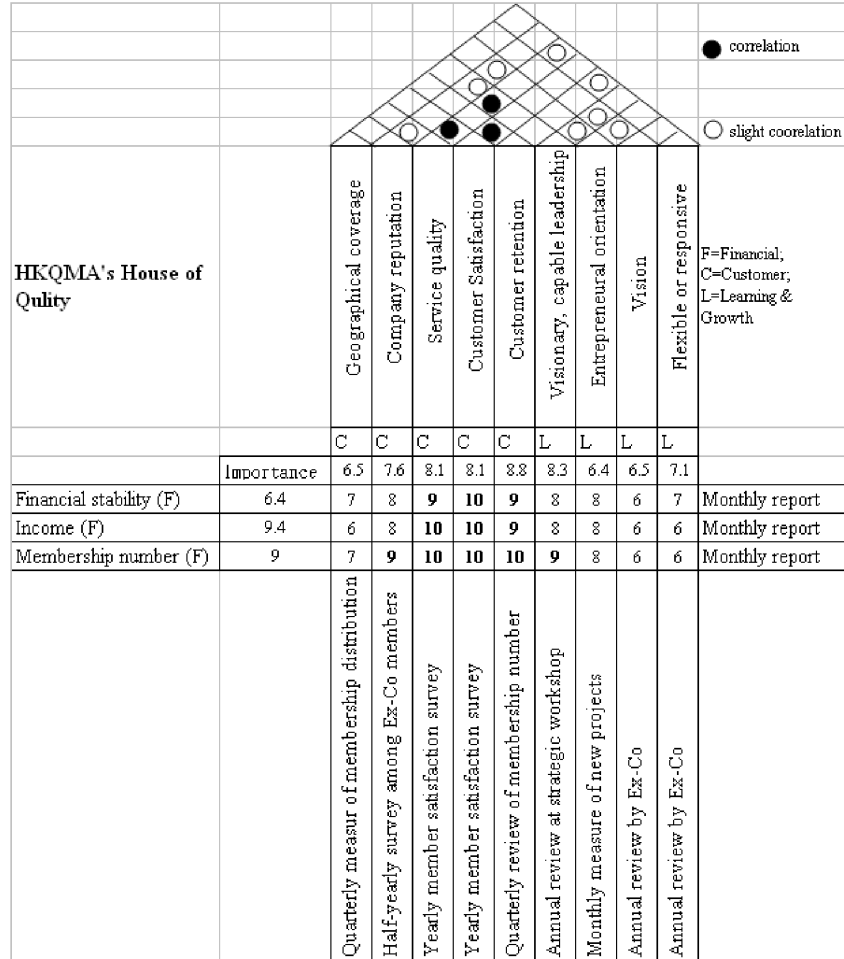 correlation
slight coorelation
HKQMA's House of
Qulity
Geographical coverage
Company reputation
Service quality
Customer Satisfaction
Customer retention
Visionary, capable leadership
Entrepreneural orientation
Vision
Flexible or responsive
F=Financial;
C=Customer;
L=Learning &
Growth
C C C C C L L L L
Importance 6.5 7.6 8.1 8.1 8.8 8.3 6.4 6.5 7.1
Financial stability (F) 6.4 7 8 9 10 9 8 8 6 7 Monthly report
Income (F) 9.4 6 8 10 10 9 8 8 6 6 Monthly report
Membership number (F) 9 7 9 10 10 10 9 8 6 6 Monthly report
Quarterly measur of membership distribution
Half-yearly survey among Ex-Co members
Yearly member satisfaction survey
Yearly member satisfaction survey
Quarterly review of membership number
Annual review at strategic workshop
Monthly measure of new projects
Annual review by Ex-Co
Annual review by Ex-Co